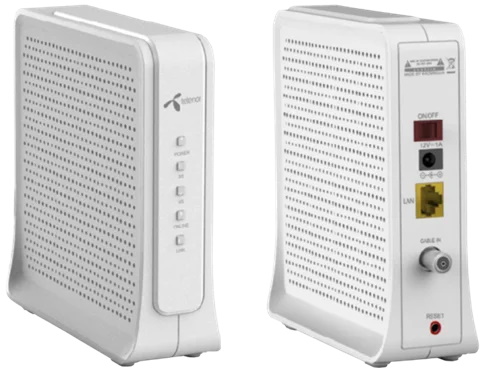 telenor
POWER
DS
US
ONLINE
LINK
ON/OFF
12V⎓1A
LAN
CABLE IN
RESET